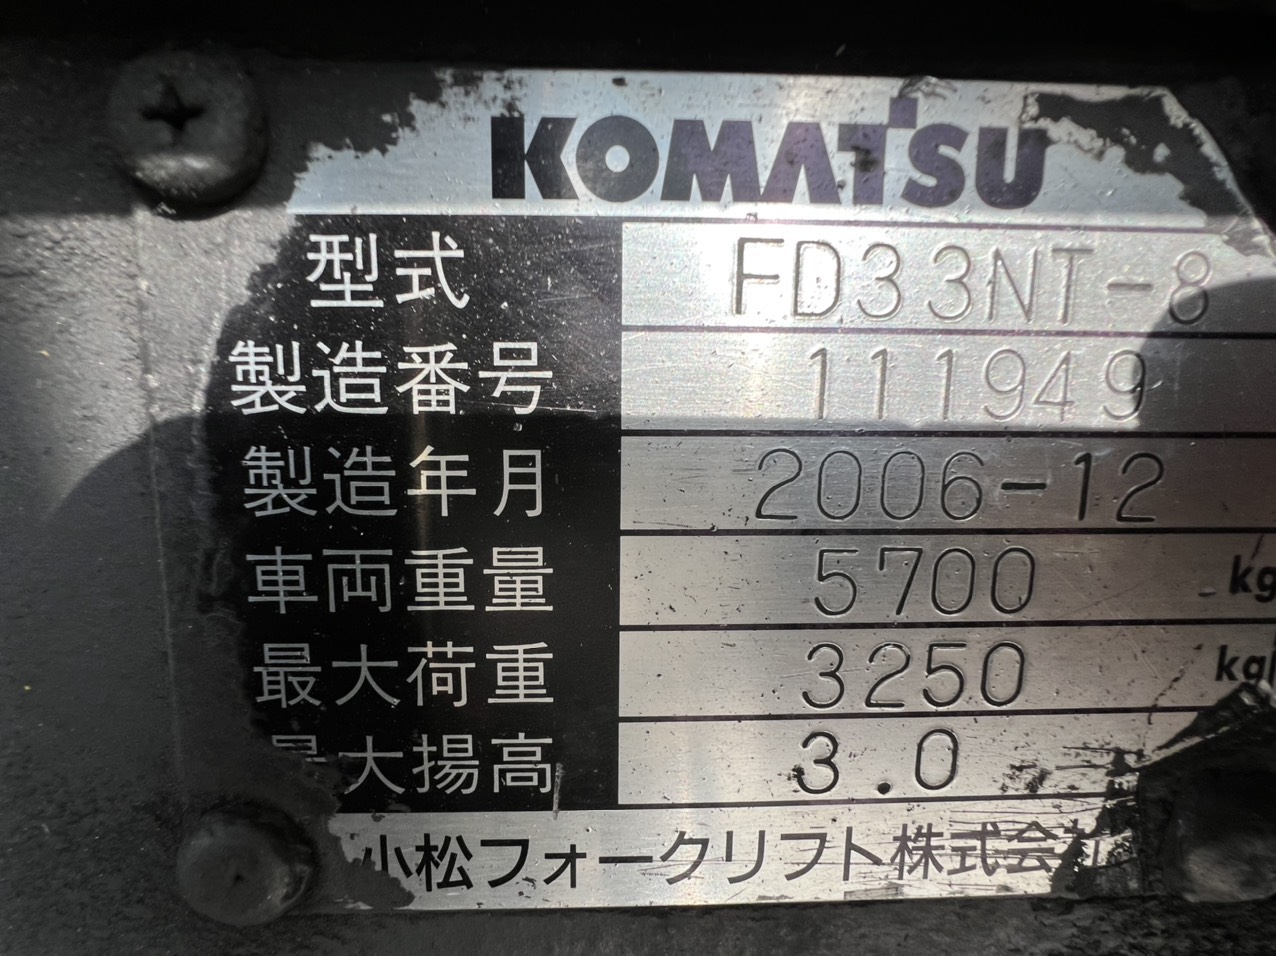 KOMATSU
型式 FD33NT-8
製造番号 111949
製造年月 2006-12
車両重量 5700 kg
最大荷重 3250 kg
最大揚高 3.0
小松フォークリフト株式会社